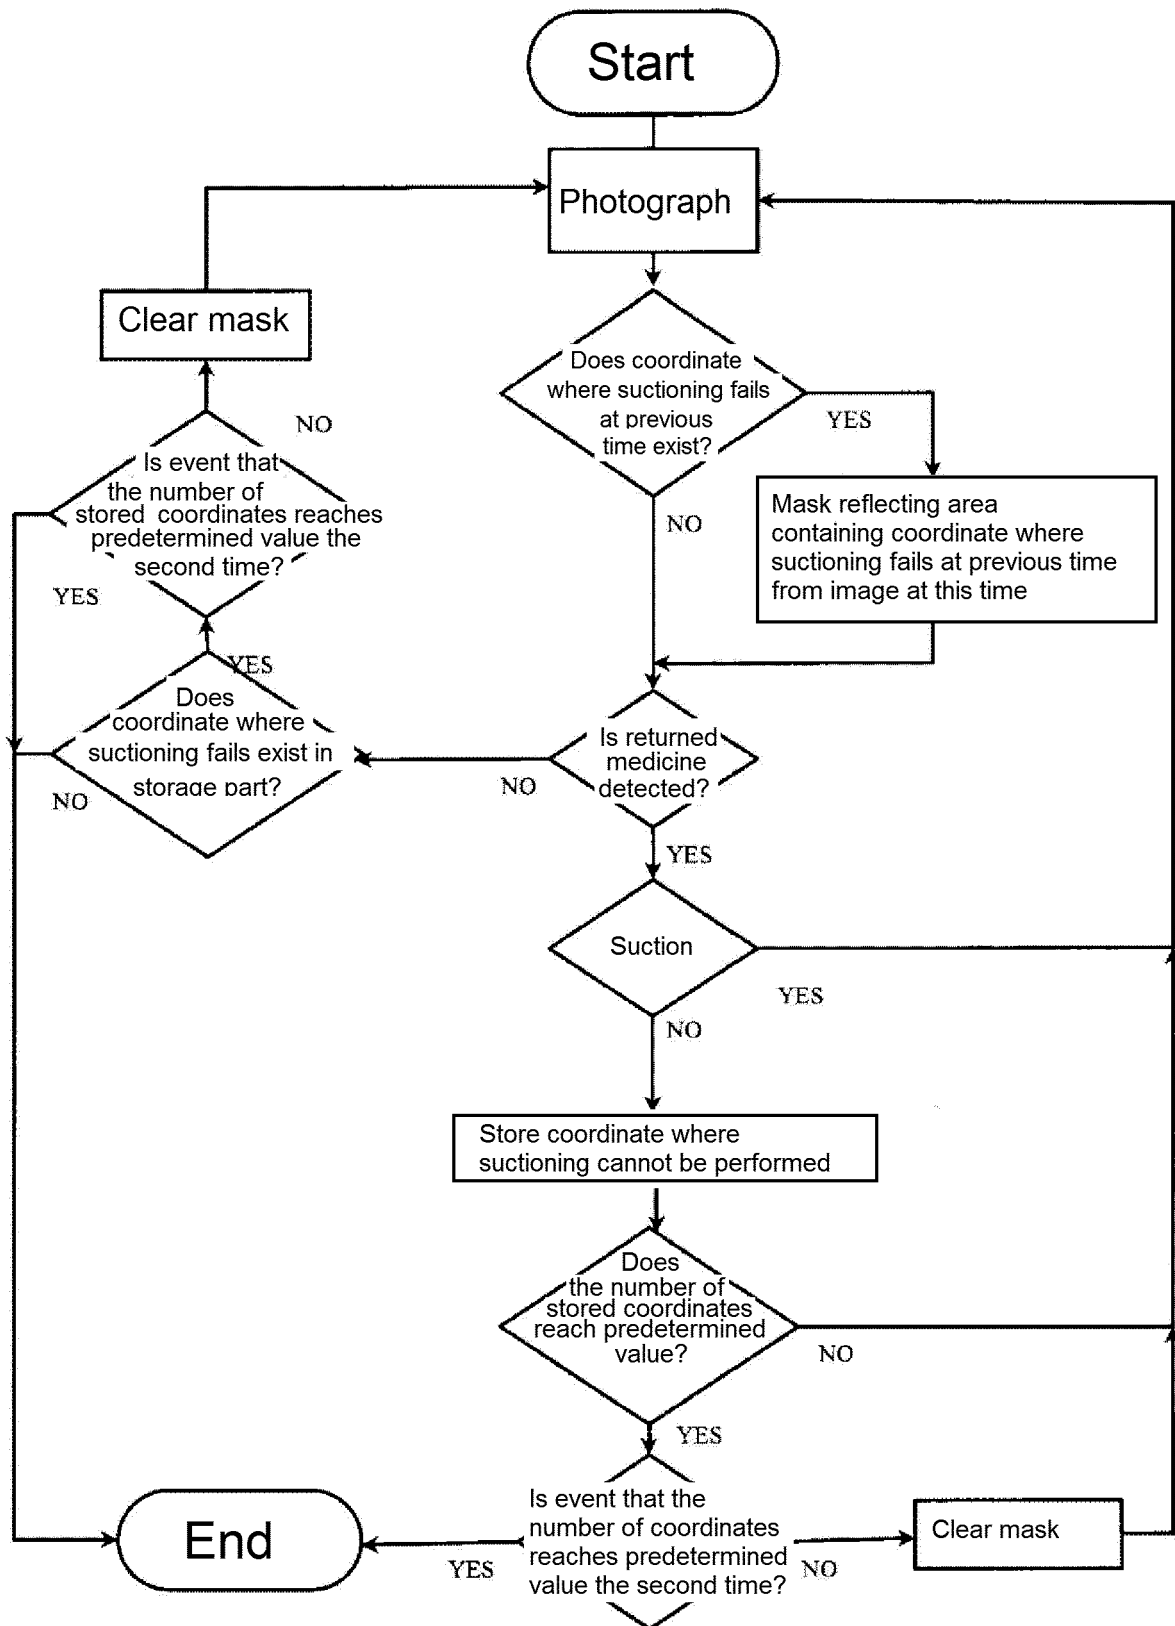 Start
Photograph
Clear mask
Does coordinate
where suctioning fails
at previous
time exist?
YES
NO
NO
Is event that
the number of
stored coordinates reaches
predetermined value the
second time?
YES
Mask reflecting area
containing coordinate where
suctioning fails at previous time
from image at this time
YES
Does
coordinate where
suctioning fails exist in
storage part?
NO
Is returned
medicine
detected?
NO
YES
Suction
YES
NO
Store coordinate where
suctioning cannot be performed
Does
the number of
stored coordinates
reach predetermined
value?
NO
YES
Is event that the
number of coordinates
reaches predetermined
value the second time?
YES
NO
Clear mask
End